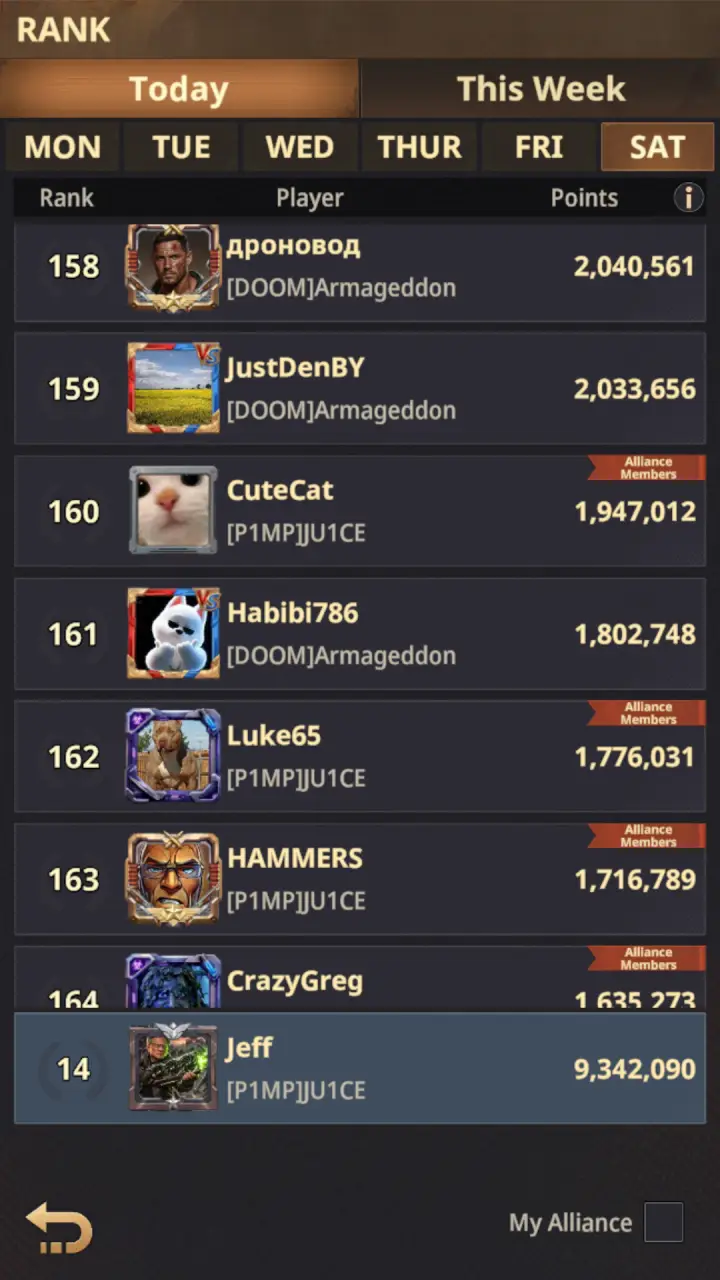 RANK
Today
This Week
MON TUE WED THUR FRI SAT
Rank Player Points i
158 дроновод 2,040,561
[DOOM]Armageddon
VS
159 JustDenBY 2,033,656
[DOOM]Armageddon
Alliance
Members
160 CuteCat 1,947,012
[P1MP]JU1CE
VS
161 Habibi786 1,802,748
[DOOM]Armageddon
Alliance
Members
162 Luke65 1,776,031
[P1MP]JU1CE
Alliance
Members
163 HAMMERS 1,716,789
[P1MP]JU1CE
Alliance
Members
164 CrazyGreg 1,635,273
14 Jeff 9,342,090
[P1MP]JU1CE
My Alliance